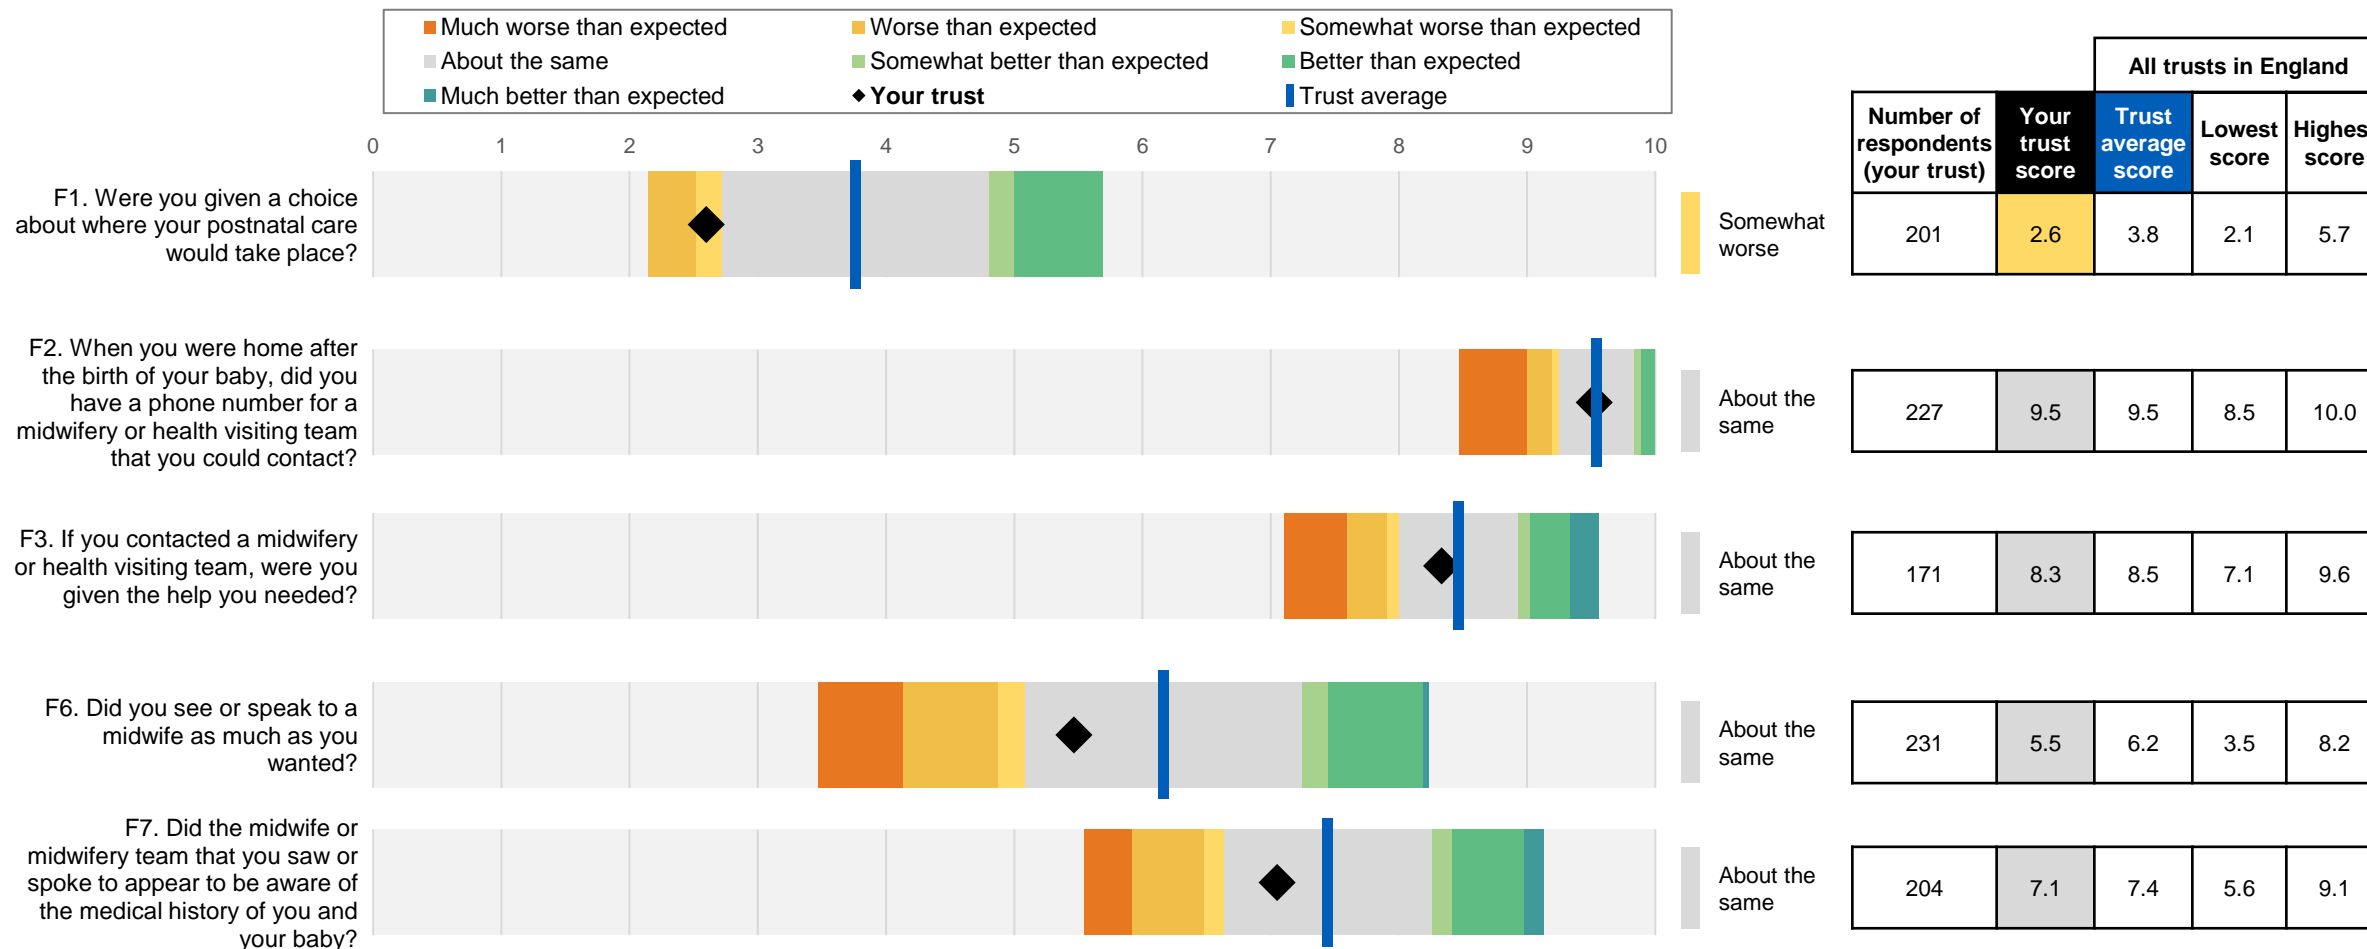 Much worse than expected
Worse than expected
Somewhat worse than expected
About the same
Somewhat better than expected
Better than expected
Much better than expected
Your trust
Trust average
0 1 2 3 4 5 6 7 8 9 10
All trusts in England
Number of
respondents
(your trust)
Your
trust
score
Trust
average
score
Lowest
score
Highes
score
F1. Were you given a choice
about where your postnatal care
would take place?
Somewhat
worse
201 2.6 3.8 2.1 5.7
F2. When you were home after
the birth of your baby, did you
have a phone number for a
midwifery or health visiting team
that you could contact?
About the
same
227 9.5 9.5 8.5 10.0
F3. If you contacted a midwifery
or health visiting team, were you
given the help you needed?
About the
same
171 8.3 8.5 7.1 9.6
F6. Did you see or speak to a
midwife as much as you
wanted?
About the
same
231 5.5 6.2 3.5 8.2
F7. Did the midwife or
midwifery team that you saw or
spoke to appear to be aware of
the medical history of you and
your baby?
About the
same
204 7.1 7.4 5.6 9.1